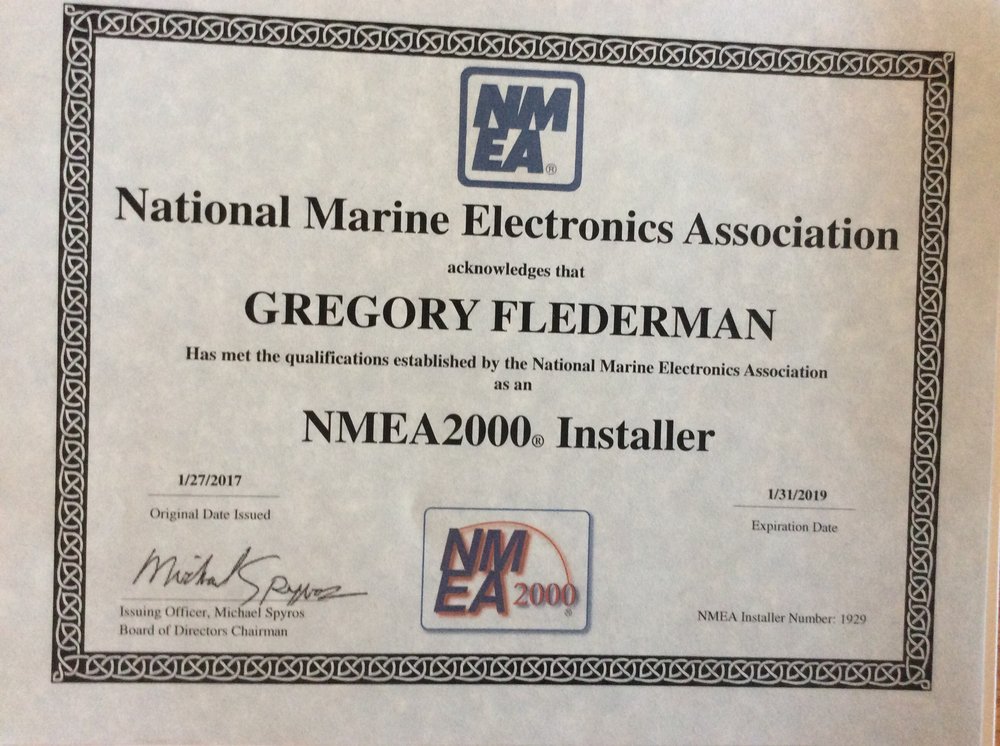 NM
EA®
National Marine Electronics Association
acknowledges that
GREGORY FLEDERMAN
Has met the qualifications established by the National Marine Electronics Association
as an
NMEA2000® Installer
1/27/2017
Original Date Issued
1/31/2019
Expiration Date
Michael Spyros
Issuing Officer, Michael Spyros
Board of Directors Chairman
NM
EA 2000®
NMEA Installer Number: 1929